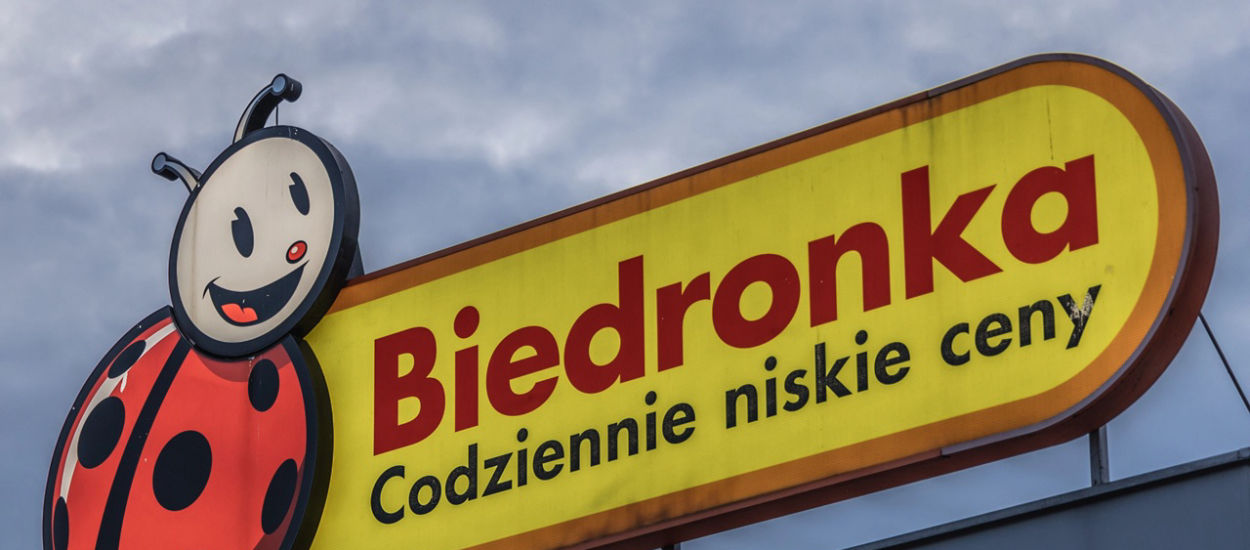 Biedronka
Codziennie niskie ceny